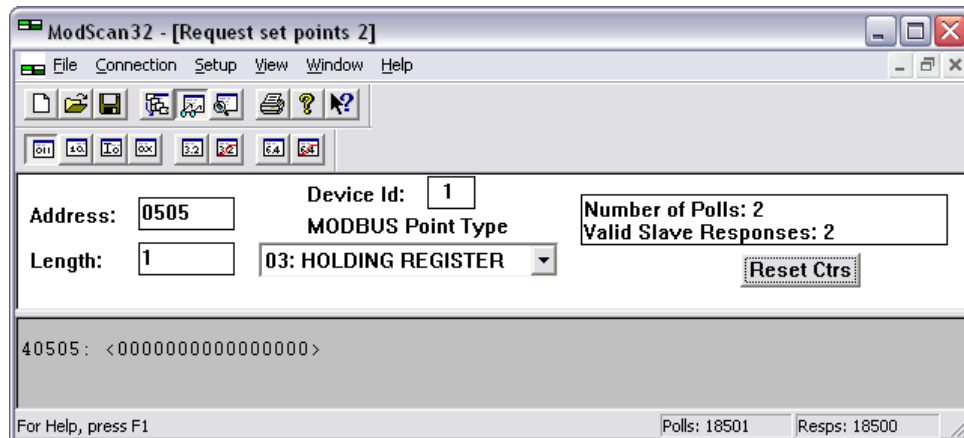 ModScan32 - [Request set points 2]
File Connection Setup View Window Help
Address: 0505
Device Id: 1
MODBUS Point Type
Length: 1
03: HOLDING REGISTER
Number of Polls: 2
Valid Slave Responses: 2
Reset Ctrs
40505: <0000000000000000>
For Help, press F1
Polls: 18501
Resps: 18500